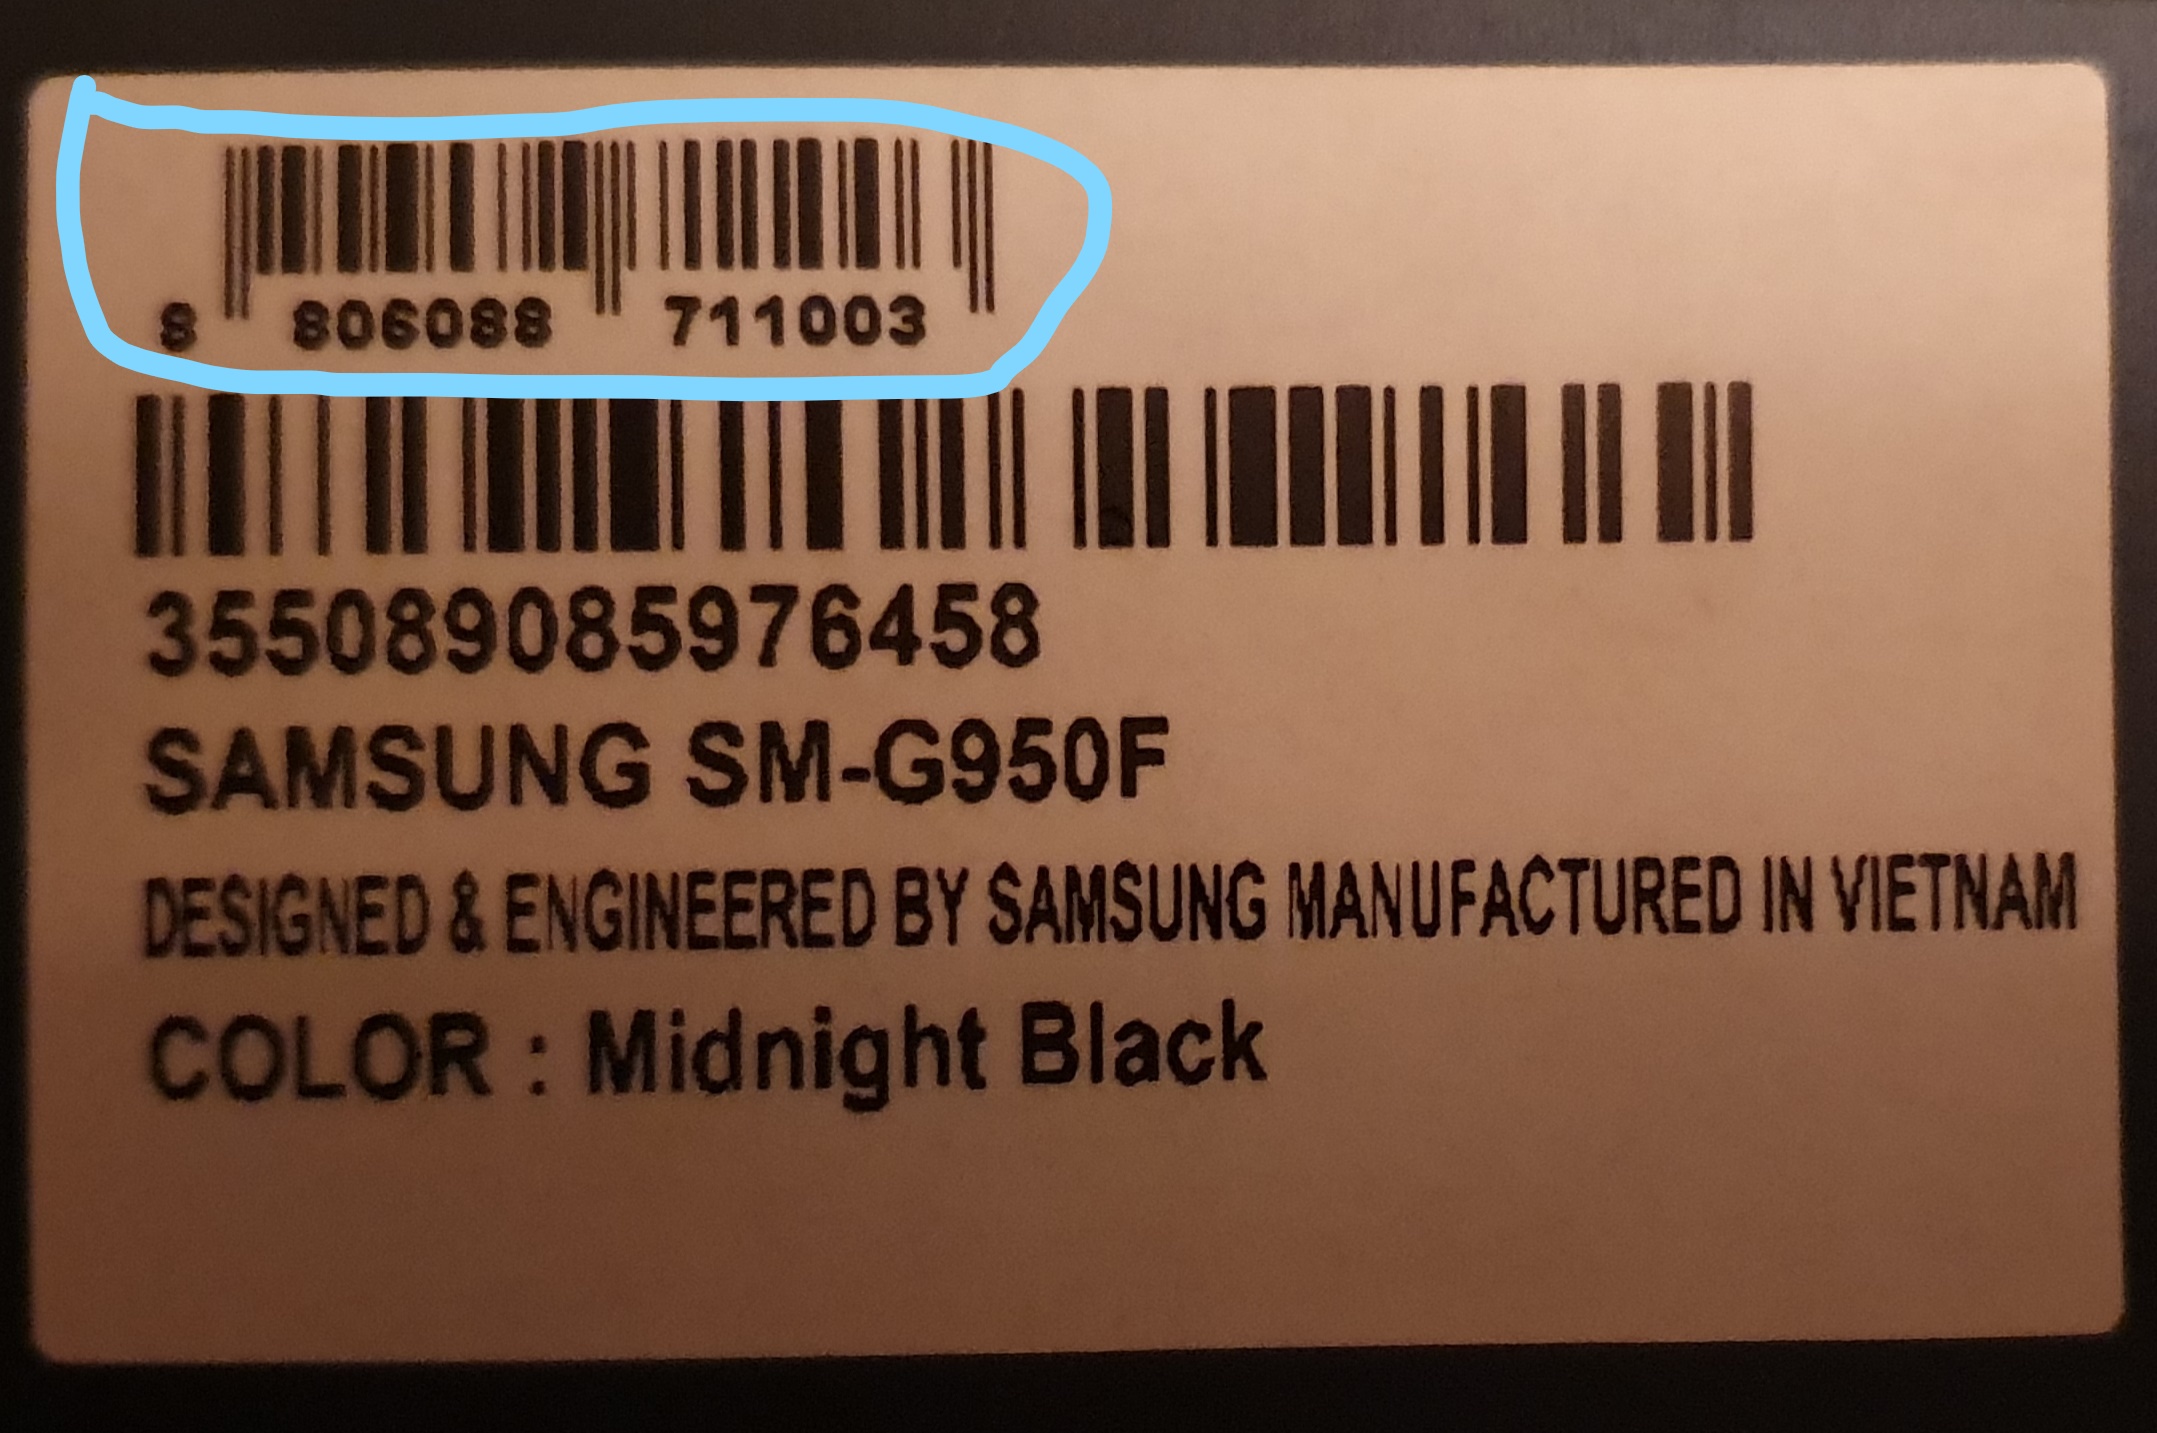 8 806088 711003
355089085976458
SAMSUNG SM-G950F
DESIGNED & ENGINEERED BY SAMSUNG MANUFACTURED IN VIETNAM
COLOR : Midnight Black